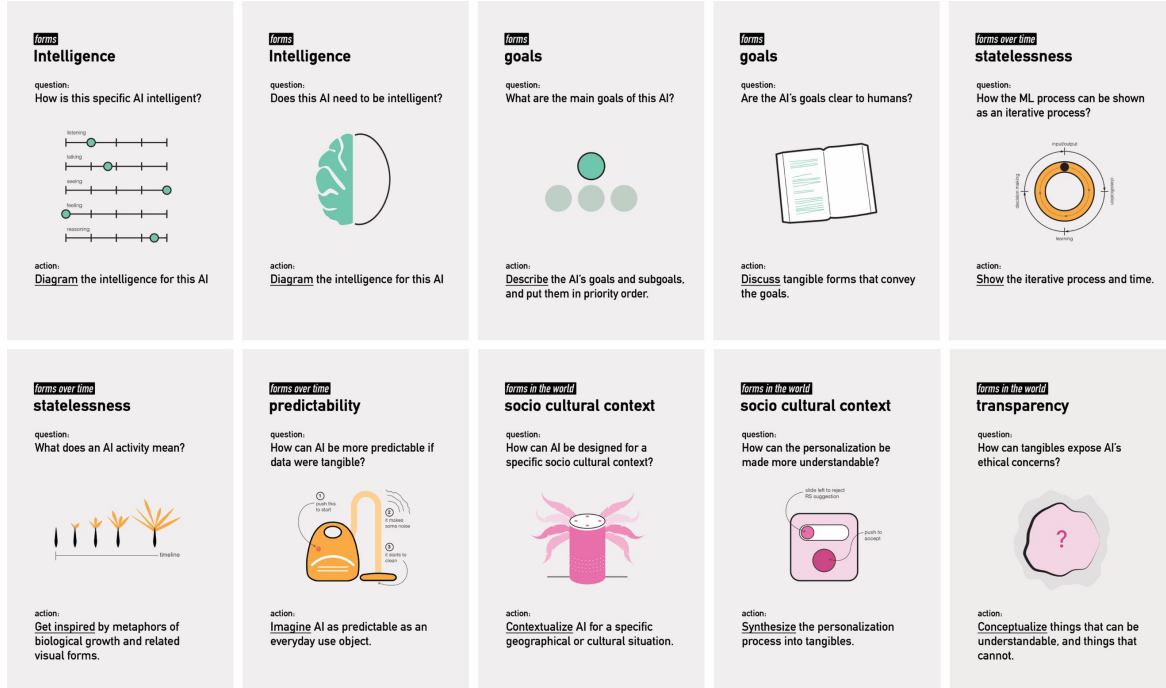 forms
Intelligence
question:
How is this specific AI intelligent?
listening
talking
seeing
feeling
reasoning
action:
Diagram the intelligence for this AI
forms
Intelligence
question:
Does this AI need to be intelligent?
action:
Diagram the intelligence for this AI
forms
goals
question:
What are the main goals of this AI?
action:
Describe the AI's goals and subgoals,
and put them in priority order.
forms
goals
question:
Are the AI's goals clear to humans?
action:
Discuss tangible forms that convey
the goals.
forms over time
statelessness
question:
How the ML process can be shown
as an iterative process?
input/output
classification
learning
decision making
action:
Show the iterative process and time.
forms over time
statelessness
question:
What does an AI activity mean?
timeline
action:
Get inspired by metaphors of
biological growth and related
visual forms.
forms over time
predictability
question:
How can AI be more predictable if
data were tangible?
1
push this
to start
2
it makes
some noise
3
it starts to
clean
action:
Imagine AI as predictable as an
everyday use object.
forms in the world
socio cultural context
question:
How can AI be designed for a
specific socio cultural context?
action:
Contextualize AI for a specific
geographical or cultural situation.
forms in the world
socio cultural context
question:
How can the personalization be
made more understandable?
slide left to reject
RS suggestion
push to
accept
action:
Synthesize the personalization
process into tangibles.
forms in the world
transparency
question:
How can tangibles expose AI's
ethical concerns?
?
action:
Conceptualize things that can be
understandable, and things that
cannot.